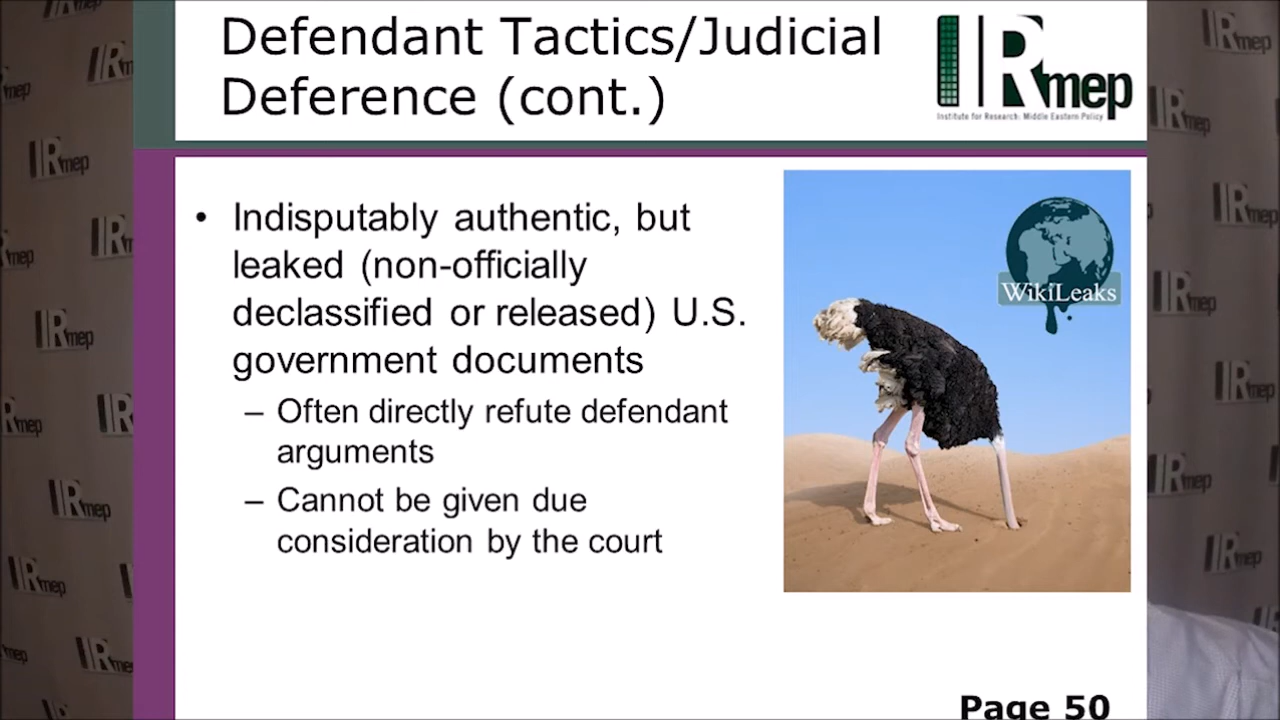 Defendant Tactics/Judicial
Deference (cont.)
IRmep
Institute for Research: Middle Eastern Policy
• Indisputably authentic, but
leaked (non-officially
declassified or released) U.S.
government documents
– Often directly refute defendant
arguments
– Cannot be given due
consideration by the court
WikiLeaks
Page 50